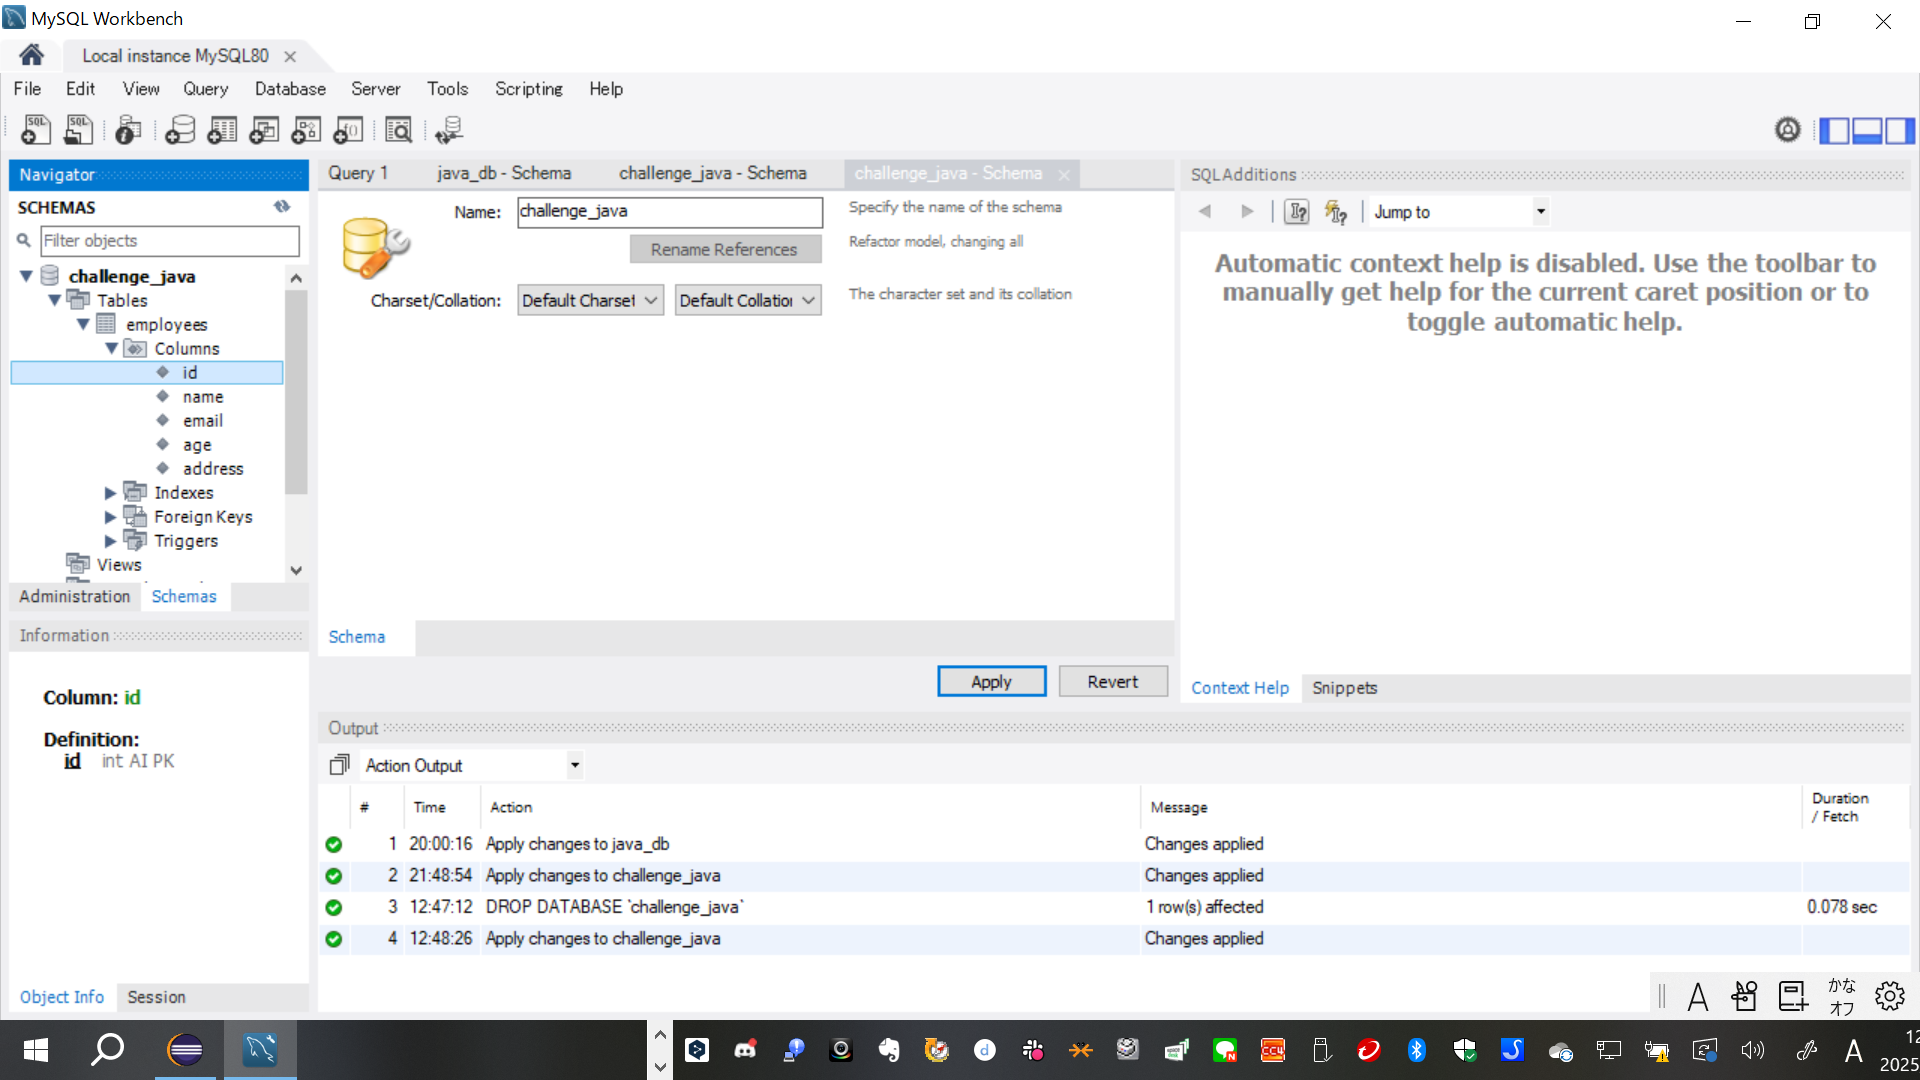 MySQL Workbench
Local instance MySQL80
File Edit View Query Database Server Tools Scripting Help
Navigator
SCHEMAS
Filter objects
challenge_java
Tables
employees
Columns
id
name
email
age
address
Indexes
Foreign Keys
Triggers
Views
Administration Schemas
Information
Column: id
Definition:
id int AI PK
Object Info Session
Query 1 java_db - Schema challenge_java - Schema challenge_java - Schema
Name: challenge_java Specify the name of the schema
Rename References Refactor model, changing all
Charset/Collation: Default Charset Default Collation The character set and its collation
Schema
Apply Revert
SQLAdditions
Jump to
Automatic context help is disabled. Use the toolbar to
manually get help for the current caret position or to
toggle automatic help.
Context Help Snippets
Output
Action Output
# Time Action Message Duration / Fetch
1 20:00:16 Apply changes to java_db Changes applied
2 21:48:54 Apply changes to challenge_java Changes applied
3 12:47:12 DROP DATABASE `challenge_java` 1 row(s) affected 0.078 sec
4 12:48:26 Apply changes to challenge_java Changes applied
A かな
オフ
A 12
2025